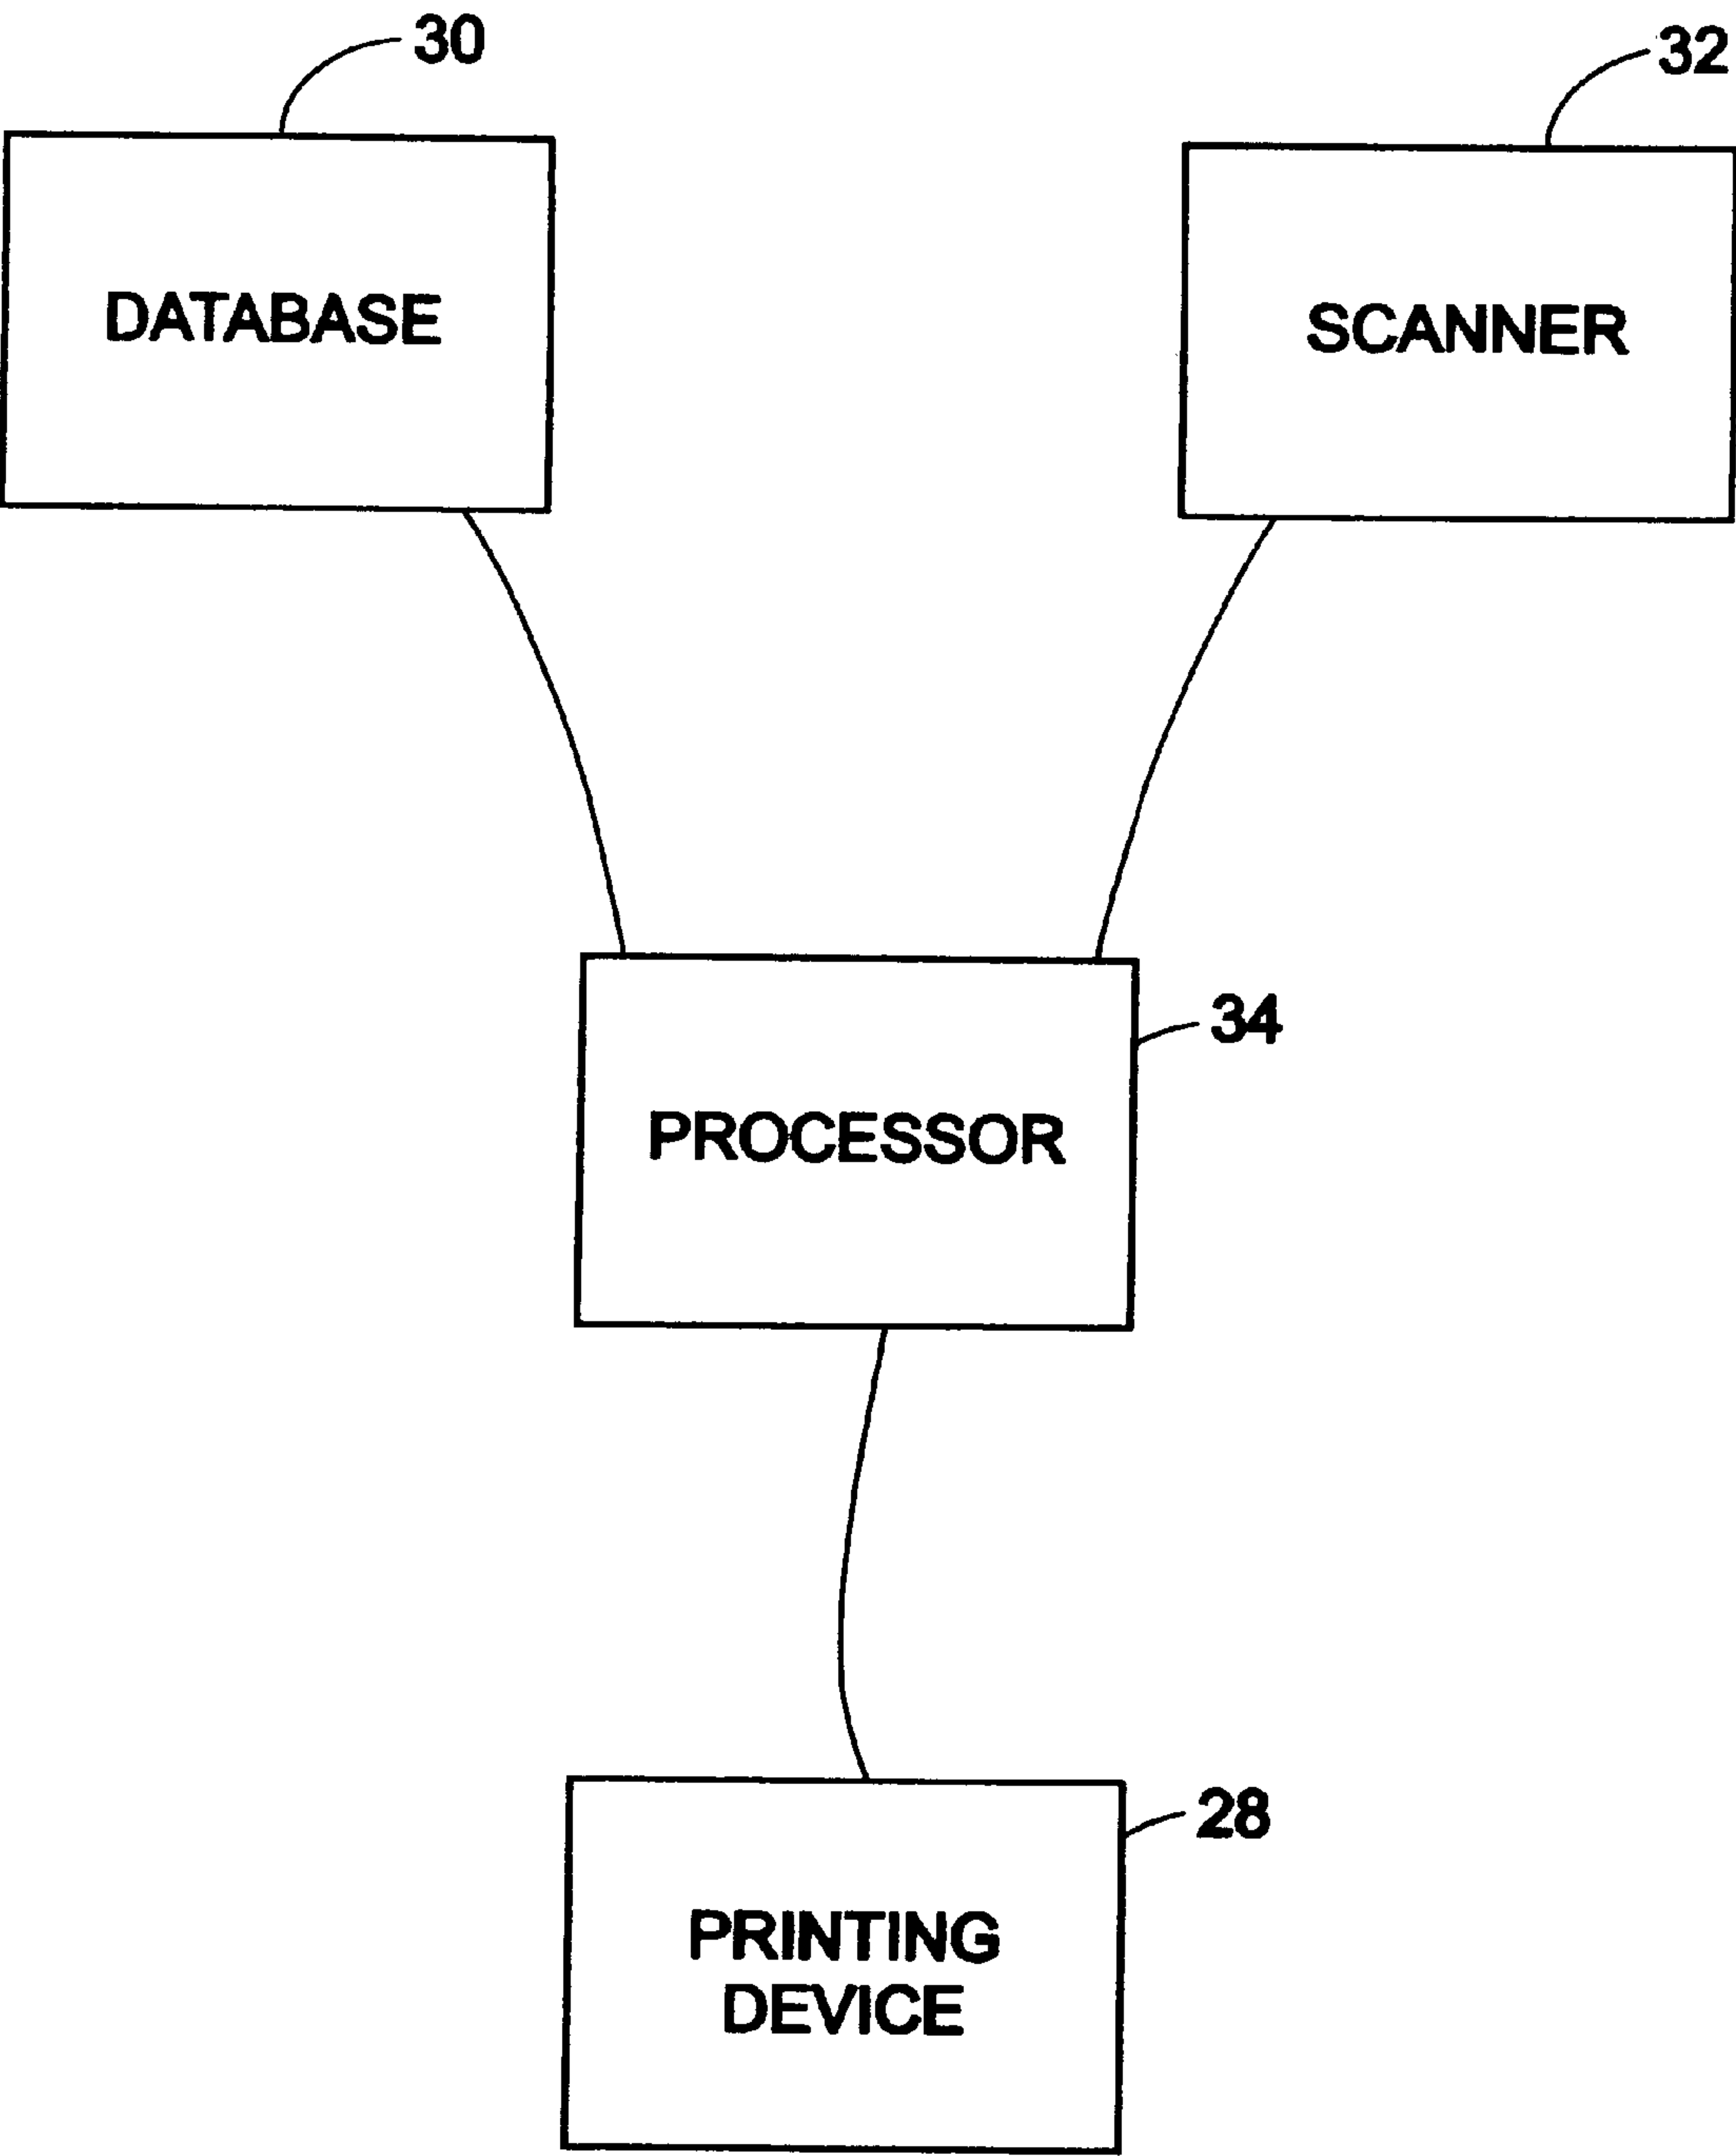 30
32
DATABASE
SCANNER
34
PROCESSOR
28
PRINTING
DEVICE